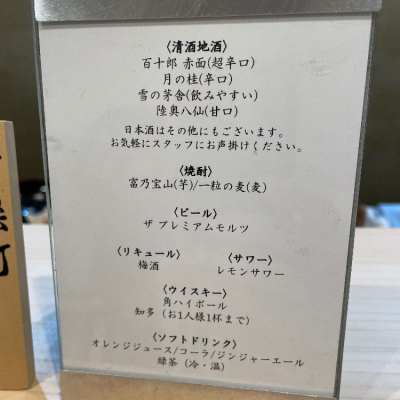 〈清酒地酒〉
百十郎 赤面(超辛口)
月の桂(辛口)
雪の茅舎(飲みやすい)
陸奥八仙(甘口)
日本酒はその他にもございます。
お気軽にスタッフにお声掛けください。
〈焼酎〉
富乃宝山(芋)/一粒の麦(麦)
〈ビール〉
ザ プレミアムモルツ
〈リキュール〉 〈サワー〉
梅酒 レモンサワー
〈ウイスキー〉
角ハイボール
知多（お1人様1杯まで）
〈ソフトドリンク〉
オレンジジュース/コーラ/ジンジャーエール
緑茶（冷・温）